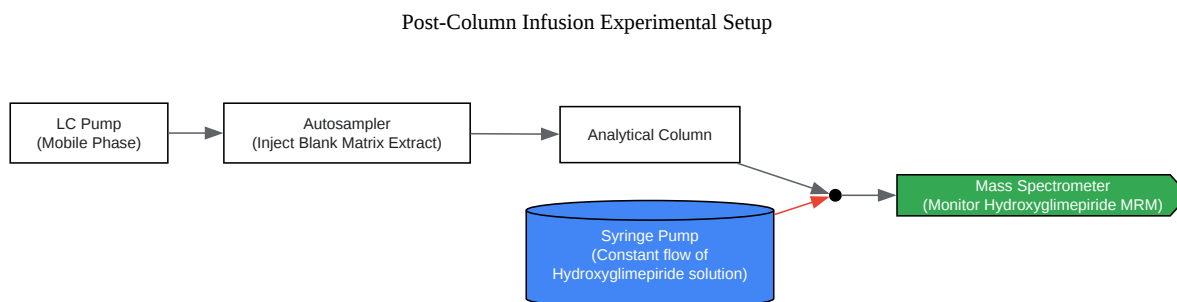 Post-Column Infusion Experimental Setup
LC Pump
(Mobile Phase)
Autosampler
(Inject Blank Matrix Extract)
Analytical Column
Mass Spectrometer
(Monitor Hydroxyglimepiride MRM)
Syringe Pump
(Constant flow of
Hydroxyglimepiride solution)